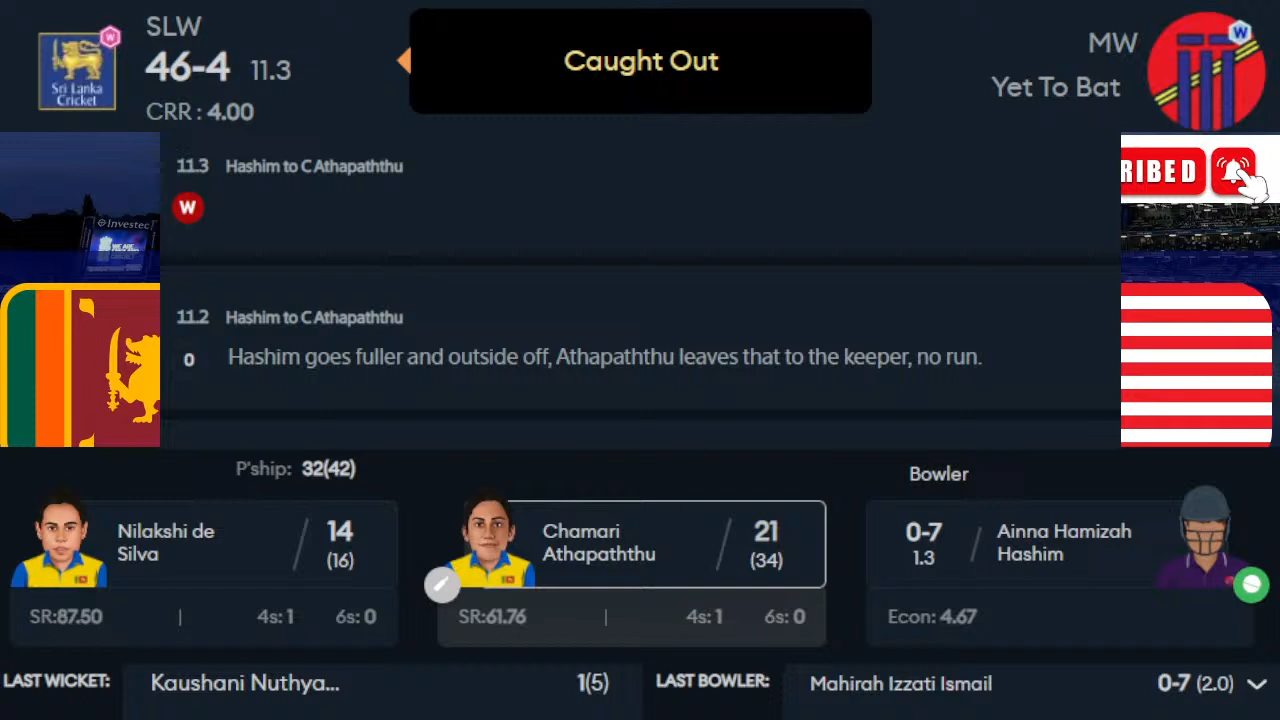 SLW
46-4 11.3
CRR : 4.00
Sri Lanka
Cricket
W
Caught Out
MW
Yet To Bat
W
11.3 Hashim to C Athapaththu
W
Investec
WE ARE
RIBED
11.2 Hashim to C Athapaththu
0 Hashim goes fuller and outside off, Athapaththu leaves that to the keeper, no run.
P'ship: 32(42)
Bowler
Nilakshi de
Silva
14
(16)
SR:87.50 | 4s: 1 6s: 0
Chamari
Athapaththu
21
(34)
SR:61.76 | 4s: 1 6s: 0
0-7
1.3
Ainna Hamizah
Hashim
Econ: 4.67
LAST WICKET: Kaushani Nuthya... 1(5)
LAST BOWLER: Mahirah Izzati Ismail 0-7 (2.0)